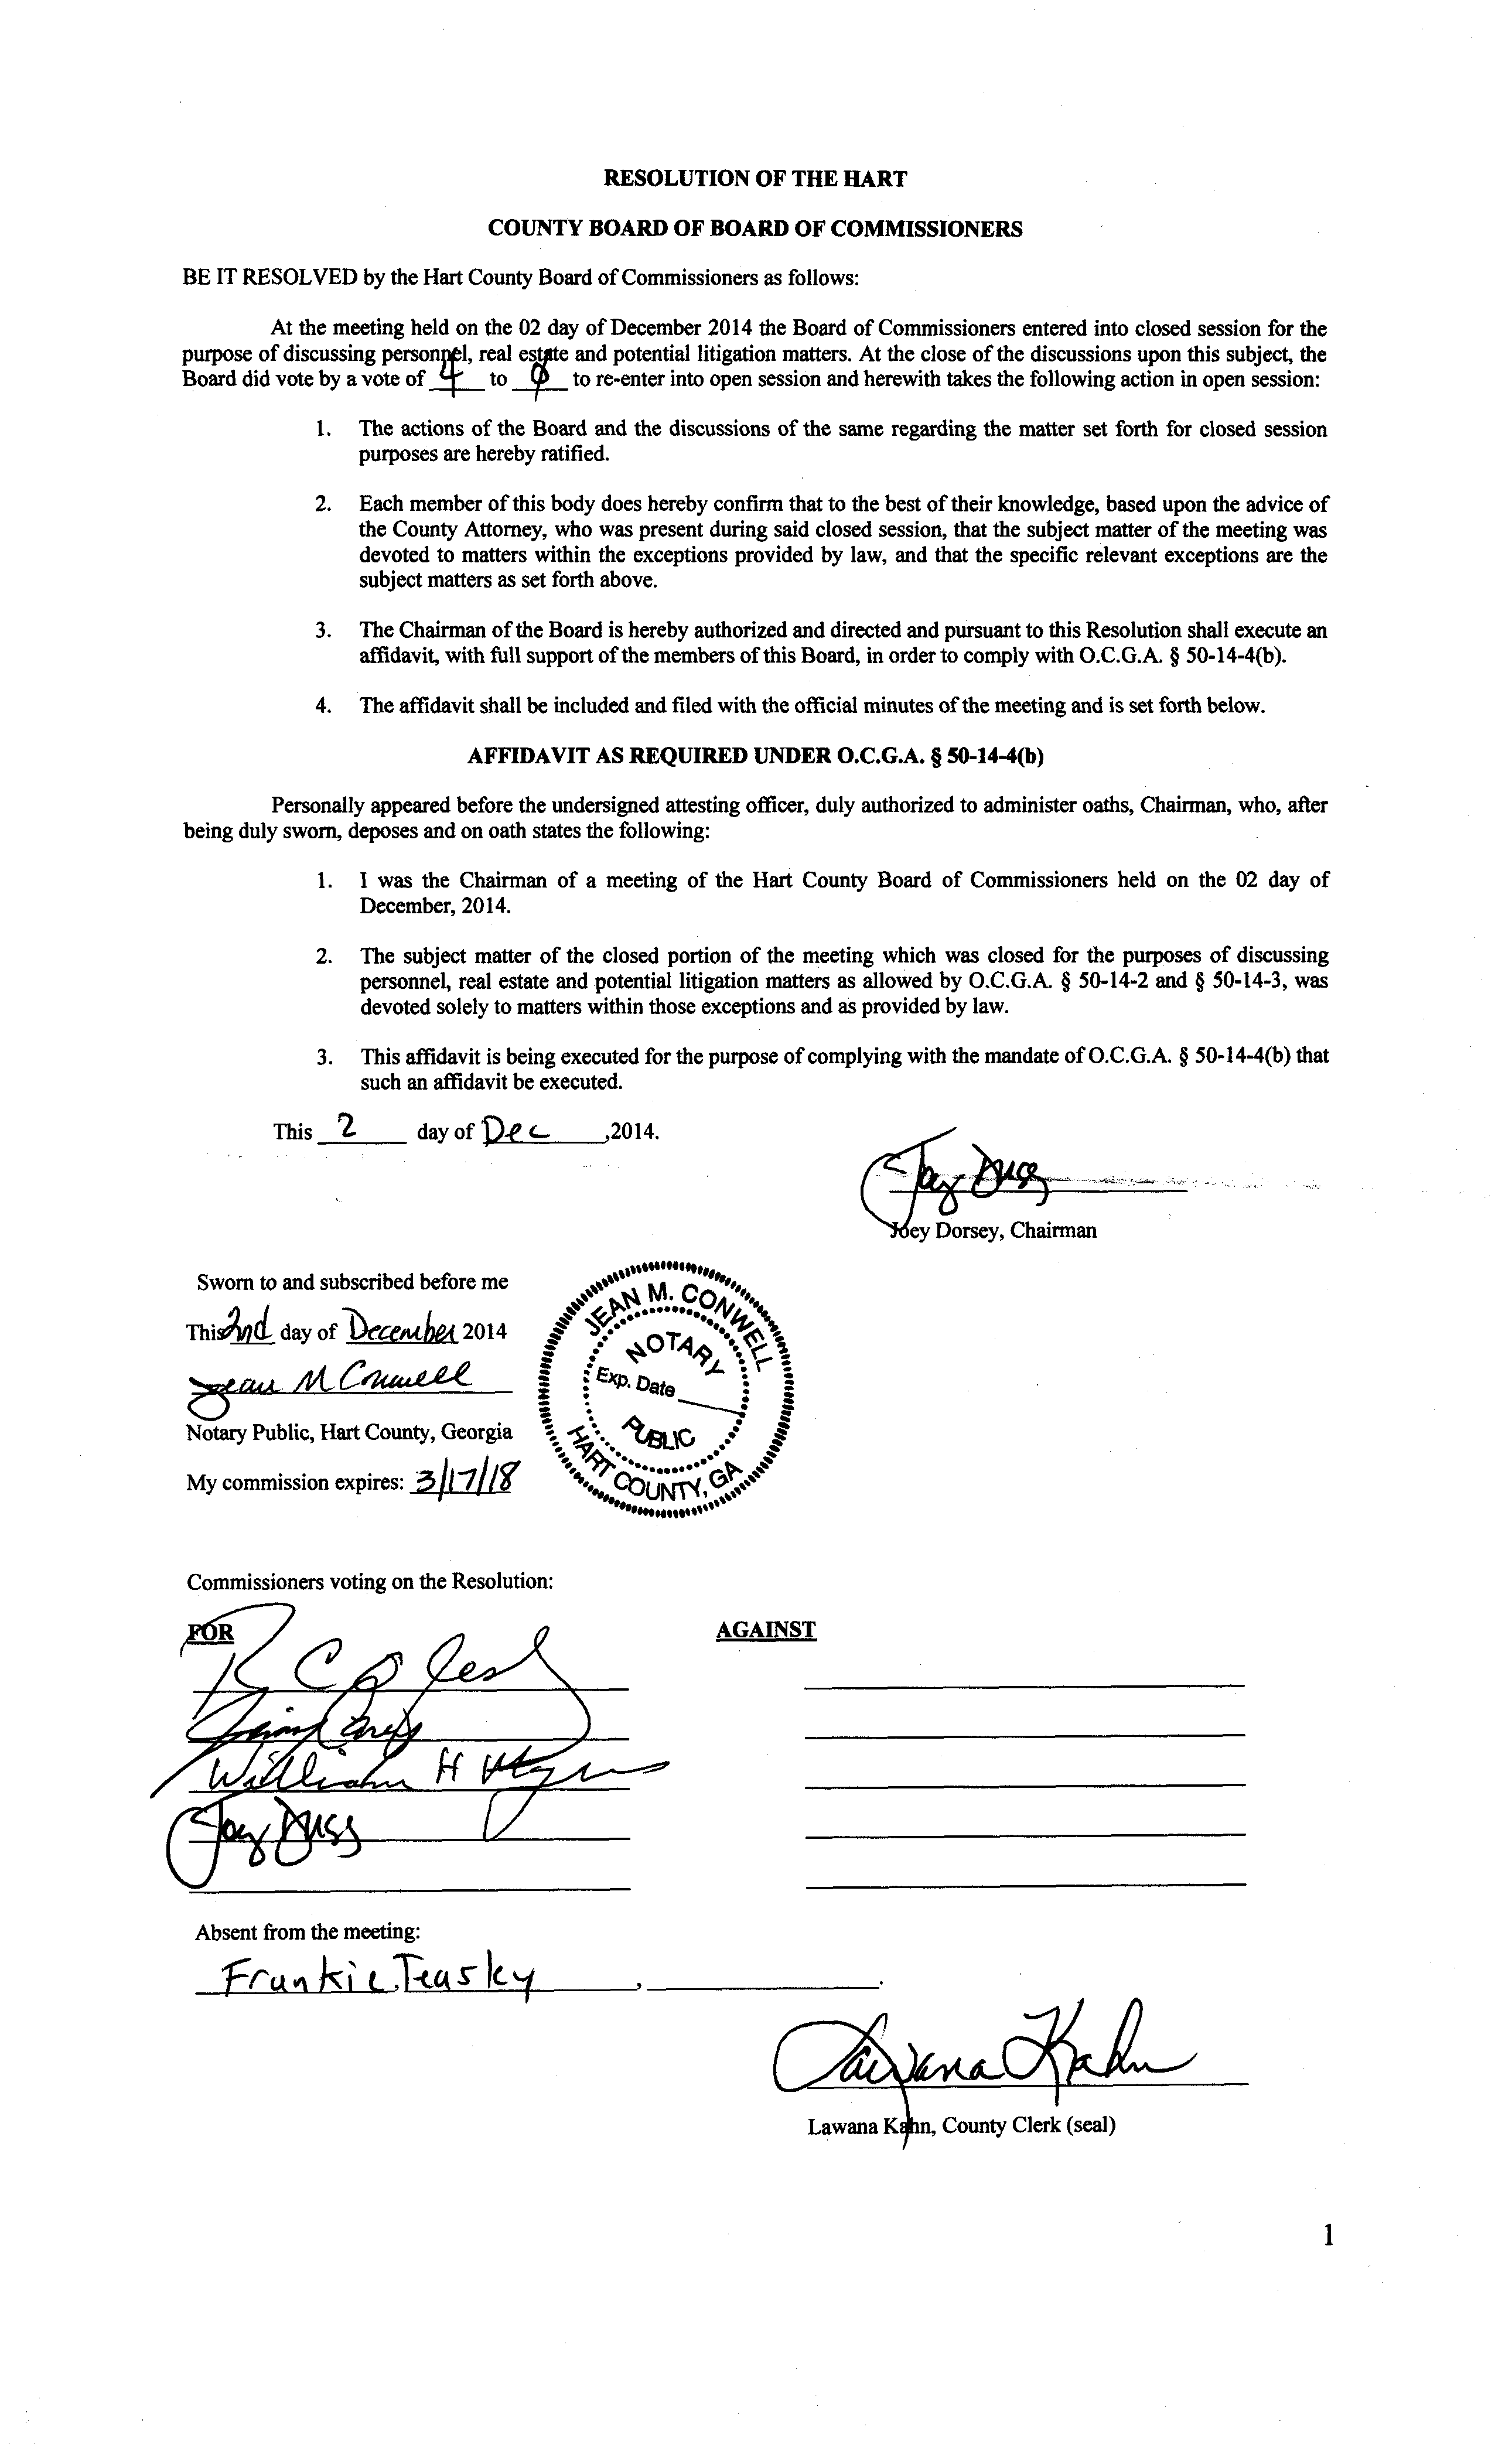 RESOLUTION OF THE HART
COUNTY BOARD OF BOARD OF COMMISSIONERS
BE IT RESOLVED by the Hart County Board of Commissioners as follows:
At the meeting held on the 02 day of December 2014 the Board of Commissioners entered into closed session for the
purpose of discussing personnel, real estate and potential litigation matters. At the close of the discussions upon this subject, the
Board did vote by a vote of 4 to 0 to re-enter into open session and herewith takes the following action in open session:
1. The actions of the Board and the discussions of the same regarding the matter set forth for closed session
purposes are hereby ratified.
2. Each member of this body does hereby confirm that to the best of their knowledge, based upon the advice of
the County Attorney, who was present during said closed session, that the subject matter of the meeting was
devoted to matters within the exceptions provided by law, and that the specific relevant exceptions are the
subject matters as set forth above.
3. The Chairman of the Board is hereby authorized and directed and pursuant to this Resolution shall execute an
affidavit, with full support of the members of this Board, in order to comply with O.C.G.A. § 50-14-4(b).
4. The affidavit shall be included and filed with the official minutes of the meeting and is set forth below.
AFFIDAVIT AS REQUIRED UNDER O.C.G.A. § 50-14-4(b)
Personally appeared before the undersigned attesting officer, duly authorized to administer oaths, Chairman, who, after
being duly sworn, deposes and on oath states the following:
1. I was the Chairman of a meeting of the Hart County Board of Commissioners held on the 02 day of
December, 2014.
2. The subject matter of the closed portion of the meeting which was closed for the purposes of discussing
personnel, real estate and potential litigation matters as allowed by O.C.G.A. § 50-14-2 and § 50-14-3, was
devoted solely to matters within those exceptions and as provided by law.
3. This affidavit is being executed for the purpose of complying with the mandate of O.C.G.A. § 50-14-4(b) that
such an affidavit be executed.
This 2 day of Dec ,2014.
Joey Dorsey, Chairman
Sworn to and subscribed before me
This 2nd day of December 2014
Jean M Conwell
Notary Public, Hart County, Georgia
My commission expires: 3/17/18
JEAN M. CONWELL
NOTARY
Exp. Date
PUBLIC
HART COUNTY, GA
Commissioners voting on the Resolution:
FOR AGAINST
William H
Absent from the meeting:
Frankie Teasley , .
Lawana Kahn
Lawana Kahn, County Clerk (seal)
1